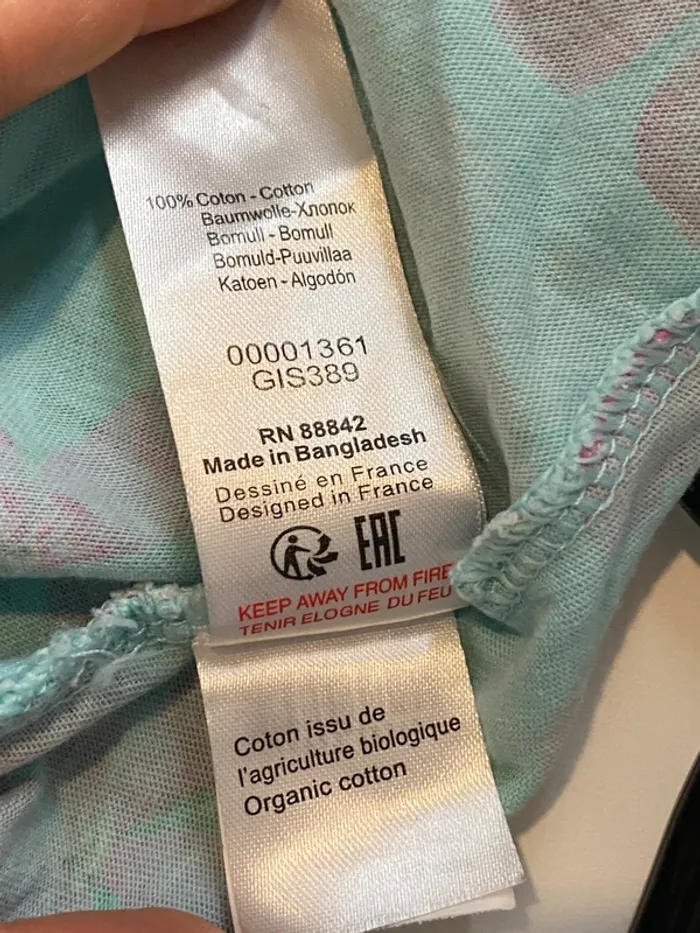 100% Coton - Cotton
Baumwolle-Хлопок
Bomull - Bomull
Bomuld-Puuvillaa
Katoen - Algodón
00001361
GIS389
RN 88842
Made in Bangladesh
Dessiné en France
Designed in France
EAC
KEEP AWAY FROM FIRE
TENIR ELOGNE DU FEU
Coton issu de
l'agriculture biologique
Organic cotton